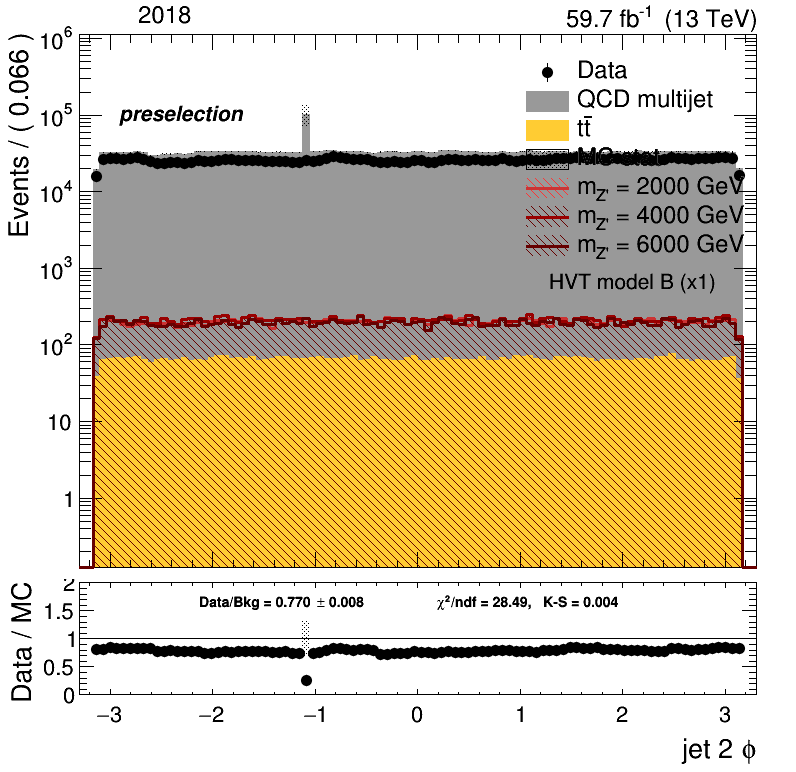 2018
59.7 fb⁻¹ (13 TeV)
Events / ( 0.066 )
10⁶
10⁵
10⁴
10³
10²
10
1
preselection
Data
QCD multijet
tt̄
MC stat.
m_Z' = 2000 GeV
m_Z' = 4000 GeV
m_Z' = 6000 GeV
HVT model B (x1)
Data / MC
2
1.5
1
0.5
0
Data/Bkg = 0.770 ± 0.008
χ²/ndf = 28.49, K-S = 0.004
−3 −2 −1 0 1 2 3
jet 2 ϕ